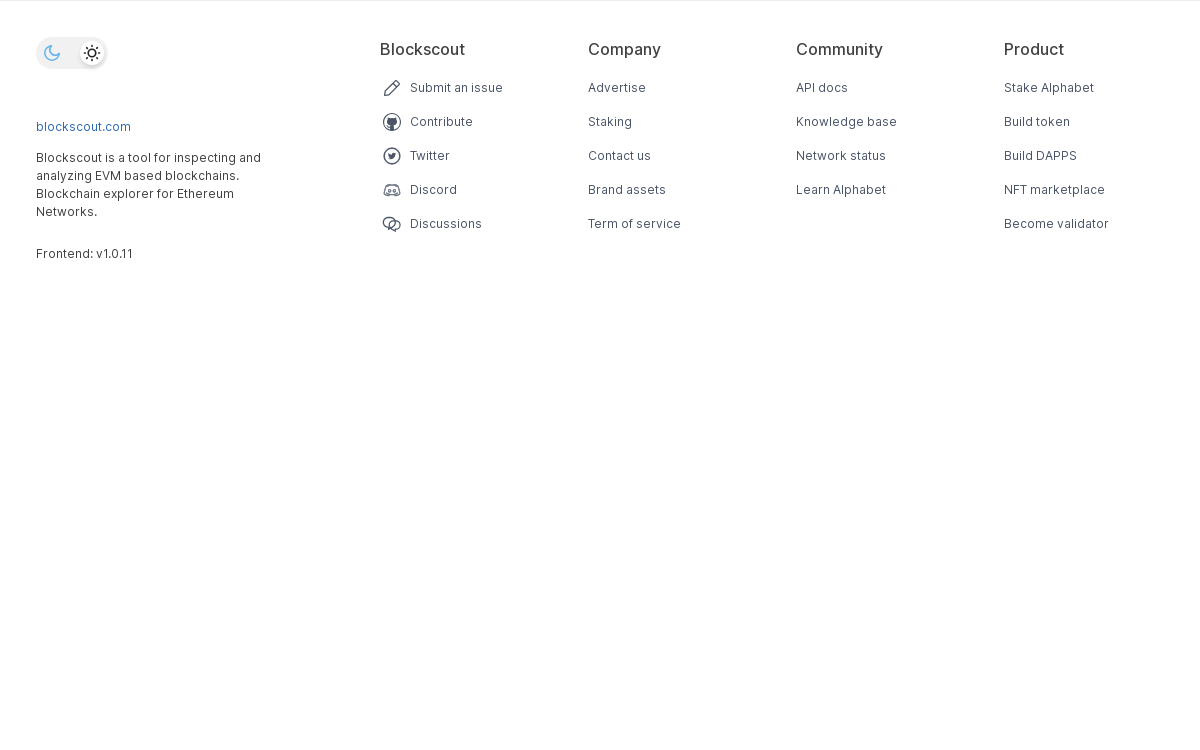 blockscout.com
Blockscout is a tool for inspecting and
analyzing EVM based blockchains.
Blockchain explorer for Ethereum
Networks.
Frontend: v1.0.11
Blockscout
Submit an issue
Contribute
Twitter
Discord
Discussions
Company
Advertise
Staking
Contact us
Brand assets
Term of service
Community
API docs
Knowledge base
Network status
Learn Alphabet
Product
Stake Alphabet
Build token
Build DAPPS
NFT marketplace
Become validator